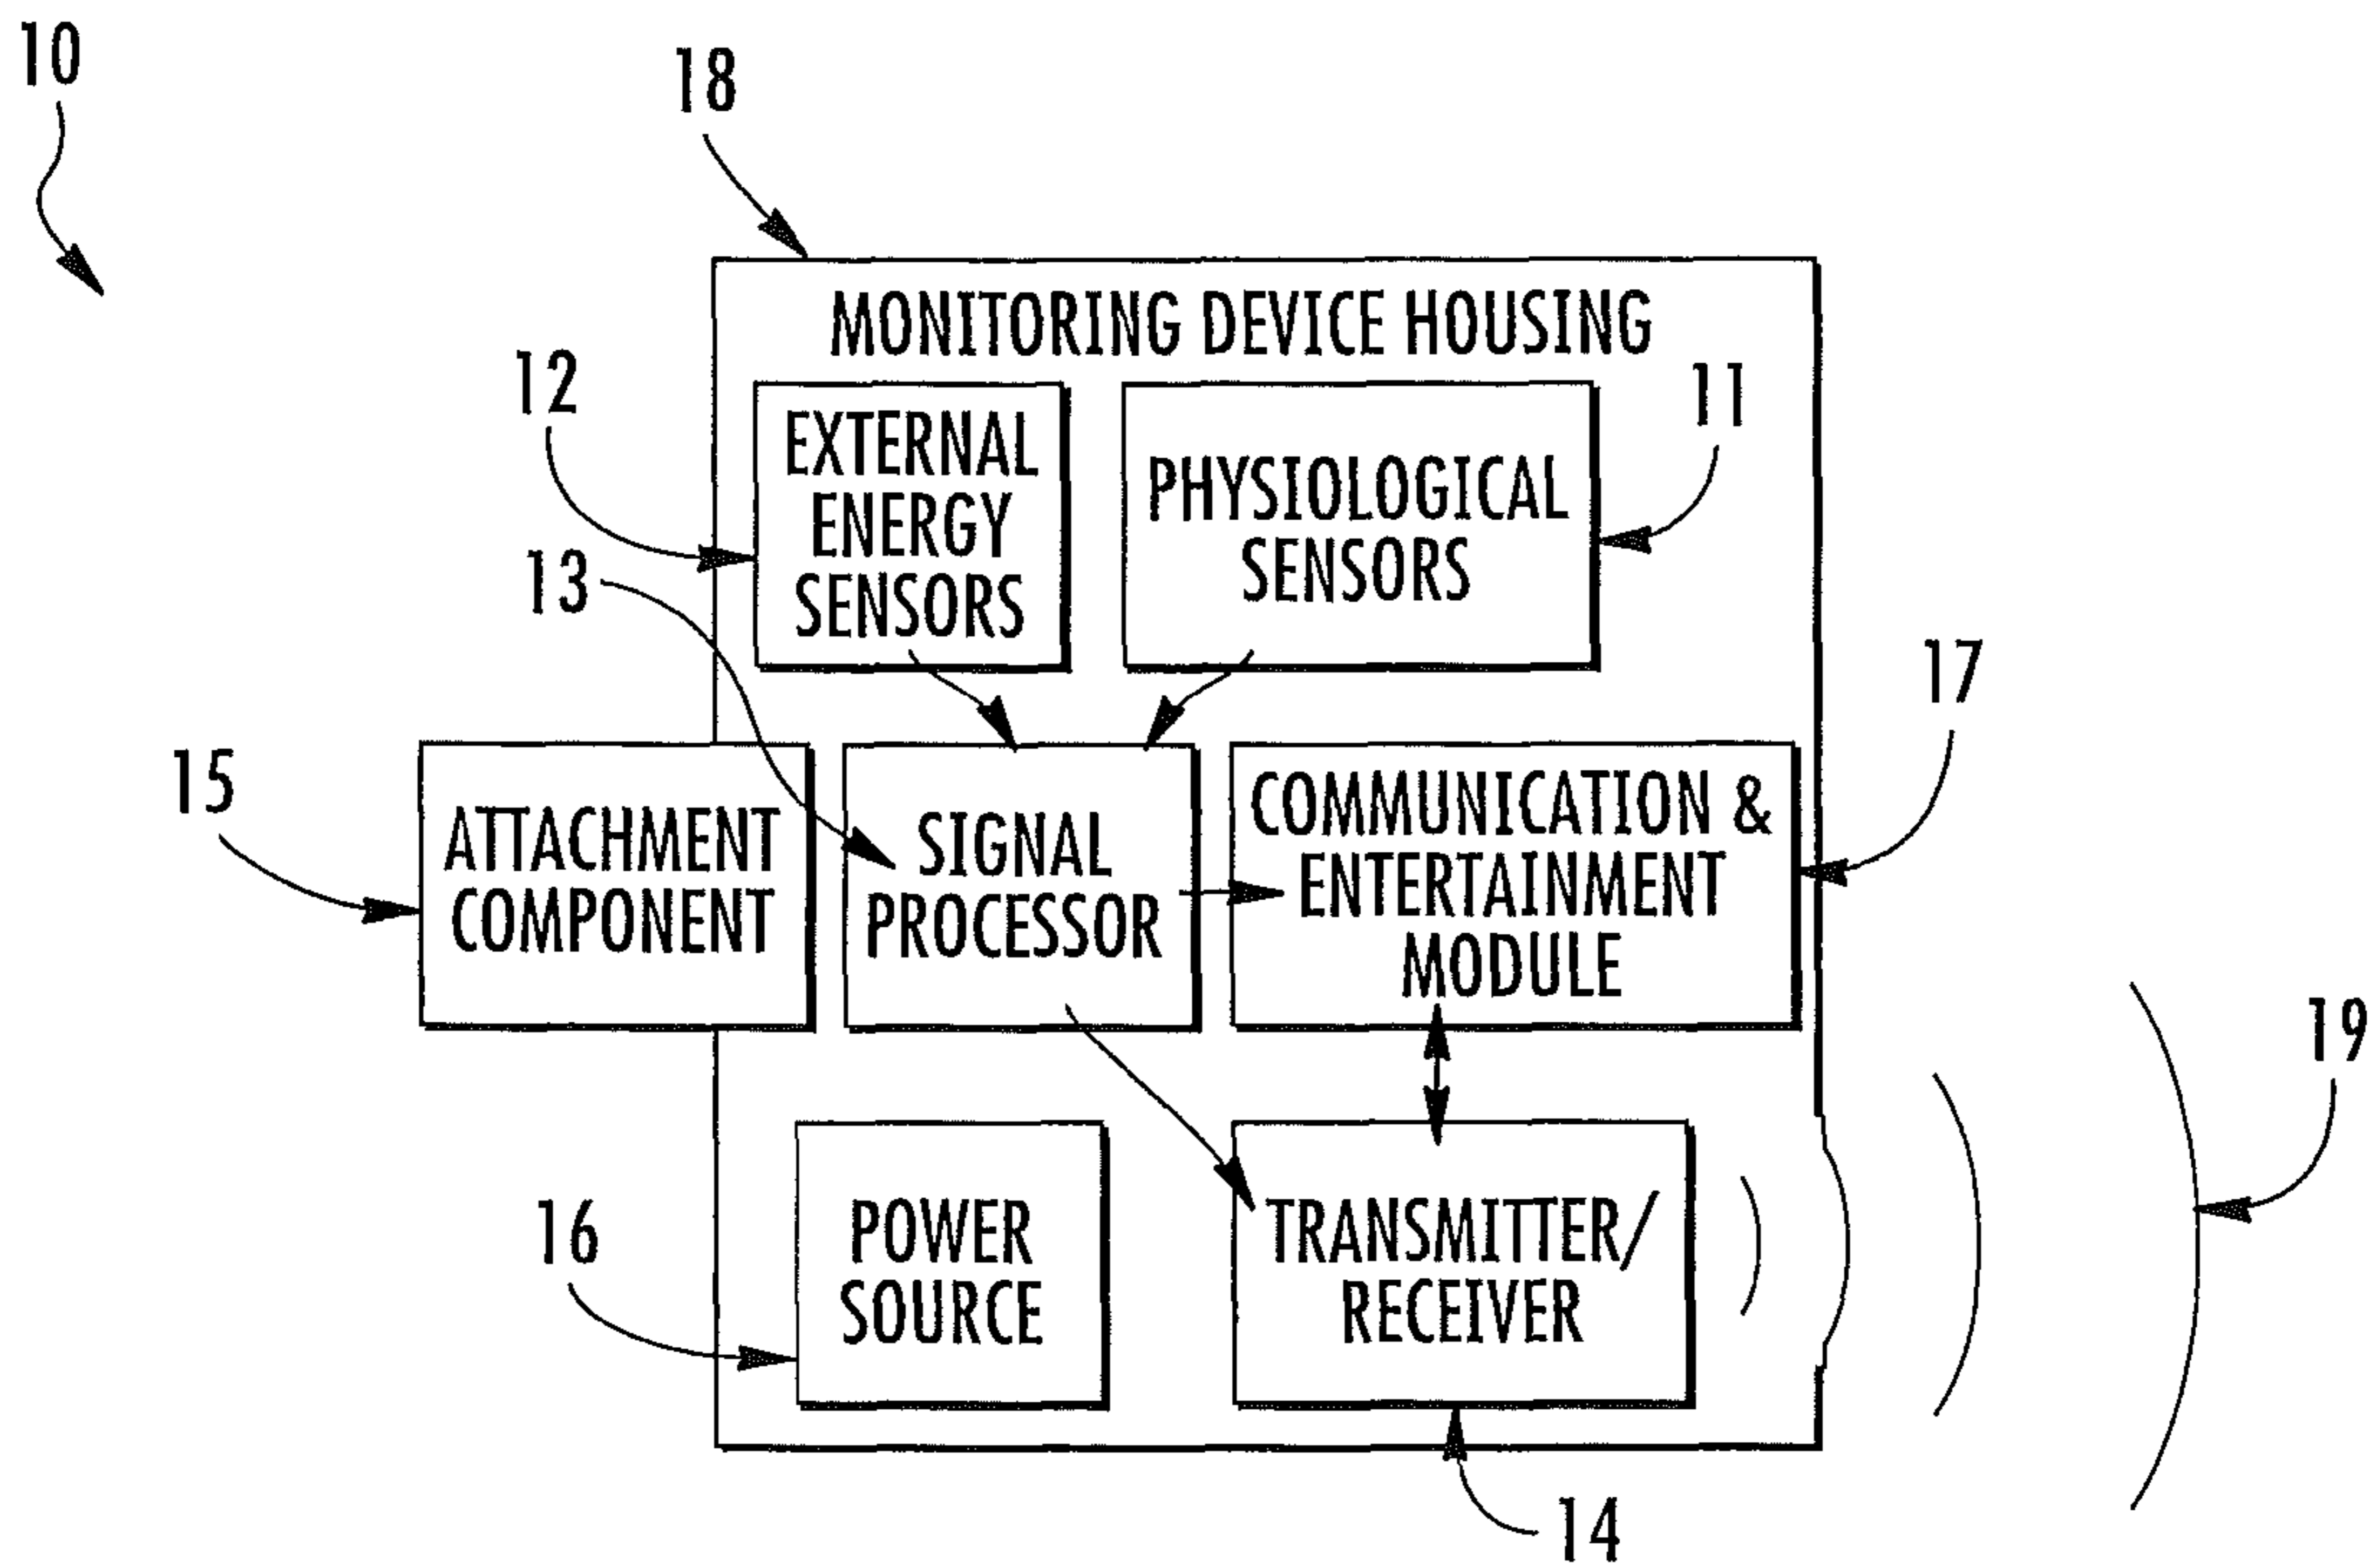 10
18
MONITORING DEVICE HOUSING
12
EXTERNAL
ENERGY
SENSORS
11
PHYSIOLOGICAL
SENSORS
13
17
15
ATTACHMENT
COMPONENT
SIGNAL
PROCESSOR
COMMUNICATION &
ENTERTAINMENT
MODULE
19
16
POWER
SOURCE
TRANSMITTER/
RECEIVER
14